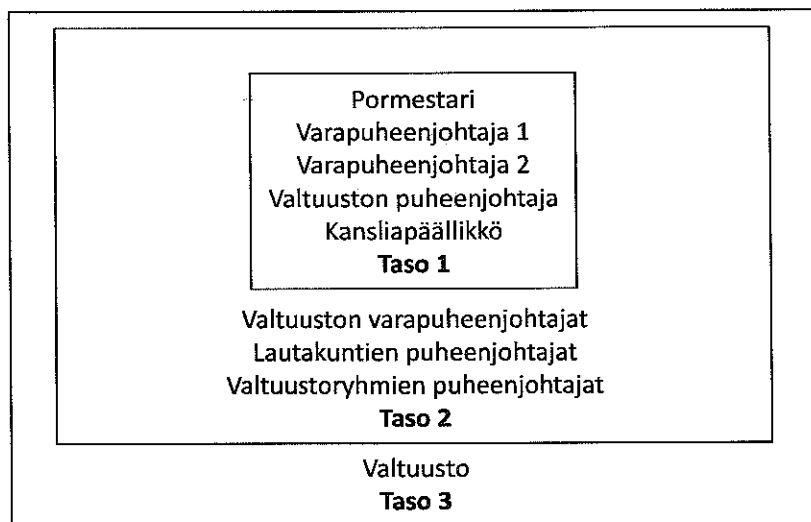 Pormestari
Varapuheenjohtaja 1
Varapuheenjohtaja 2
Valtuuston puheenjohtaja
Kansliapäällikkö
Taso 1
Valtuuston varapuheenjohtajat
Lautakuntien puheenjohtajat
Valtuustoryhmien puheenjohtajat
Taso 2
Valtuusto
Taso 3